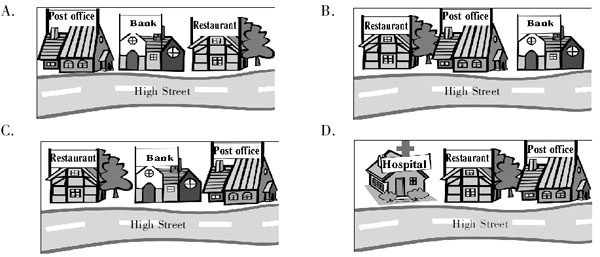 A.
Post office Bank Restaurant
High Street
B.
Restaurant Post office Bank
High Street
C.
Restaurant Bank Post office
High Street
D.
Hospital Restaurant Post office
High Street